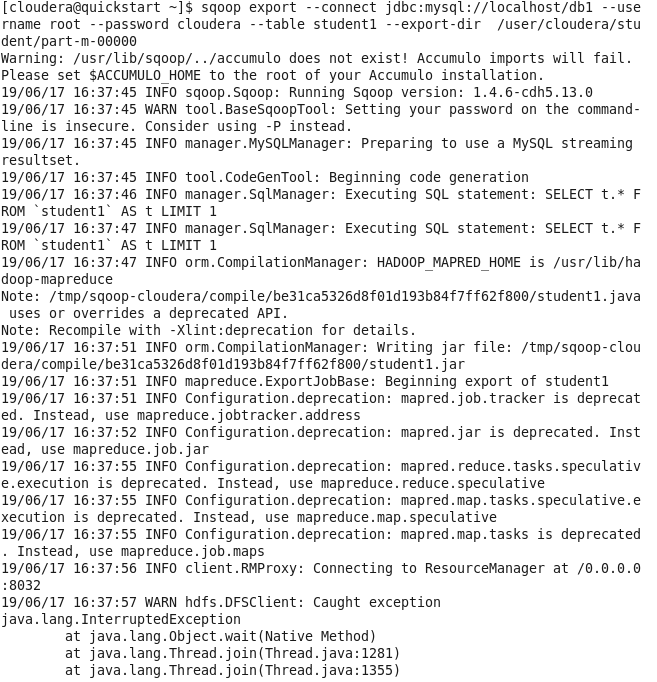 [cloudera@quickstart ~]$ sqoop export --connect jdbc:mysql://localhost/db1 --use
rname root --password cloudera --table student1 --export-dir  /user/cloudera/stu
dent/part-m-00000
Warning: /usr/lib/sqoop/../accumulo does not exist! Accumulo imports will fail.
Please set $ACCUMULO_HOME to the root of your Accumulo installation.
19/06/17 16:37:45 INFO sqoop.Sqoop: Running Sqoop version: 1.4.6-cdh5.13.0
19/06/17 16:37:45 WARN tool.BaseSqoopTool: Setting your password on the command-
line is insecure. Consider using -P instead.
19/06/17 16:37:45 INFO manager.MySQLManager: Preparing to use a MySQL streaming
resultset.
19/06/17 16:37:45 INFO tool.CodeGenTool: Beginning code generation
19/06/17 16:37:46 INFO manager.SqlManager: Executing SQL statement: SELECT t.* F
ROM `student1` AS t LIMIT 1
19/06/17 16:37:47 INFO manager.SqlManager: Executing SQL statement: SELECT t.* F
ROM `student1` AS t LIMIT 1
19/06/17 16:37:47 INFO orm.CompilationManager: HADOOP_MAPRED_HOME is /usr/lib/ha
doop-mapreduce
Note: /tmp/sqoop-cloudera/compile/be31ca5326d8f01d193b84f7ff62f800/student1.java
 uses or overrides a deprecated API.
Note: Recompile with -Xlint:deprecation for details.
19/06/17 16:37:51 INFO orm.CompilationManager: Writing jar file: /tmp/sqoop-clou
dera/compile/be31ca5326d8f01d193b84f7ff62f800/student1.jar
19/06/17 16:37:51 INFO mapreduce.ExportJobBase: Beginning export of student1
19/06/17 16:37:51 INFO Configuration.deprecation: mapred.job.tracker is deprecat
ed. Instead, use mapreduce.jobtracker.address
19/06/17 16:37:52 INFO Configuration.deprecation: mapred.jar is deprecated. Inst
ead, use mapreduce.job.jar
19/06/17 16:37:55 INFO Configuration.deprecation: mapred.reduce.tasks.speculativ
e.execution is deprecated. Instead, use mapreduce.reduce.speculative
19/06/17 16:37:55 INFO Configuration.deprecation: mapred.map.tasks.speculative.e
xecution is deprecated. Instead, use mapreduce.map.speculative
19/06/17 16:37:55 INFO Configuration.deprecation: mapred.map.tasks is deprecated
. Instead, use mapreduce.job.maps
19/06/17 16:37:56 INFO client.RMProxy: Connecting to ResourceManager at /0.0.0.0
:8032
19/06/17 16:37:57 WARN hdfs.DFSClient: Caught exception
java.lang.InterruptedException
        at java.lang.Object.wait(Native Method)
        at java.lang.Thread.join(Thread.java:1281)
        at java.lang.Thread.join(Thread.java:1355)